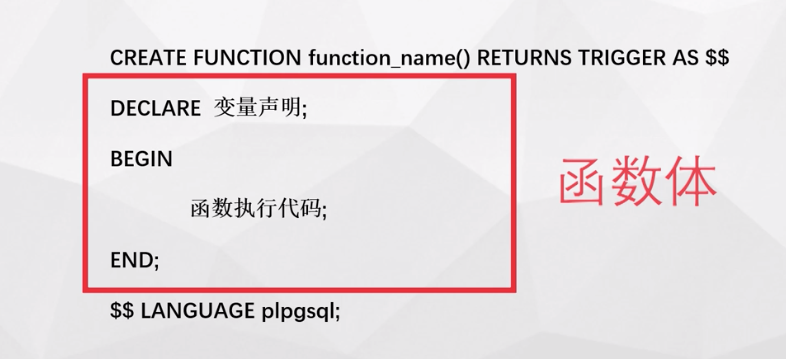 CREATE FUNCTION function_name() RETURNS TRIGGER AS $$
DECLARE 变量声明;
BEGIN
函数体
函数执行代码;
END;
$$ LANGUAGE plpgsql;